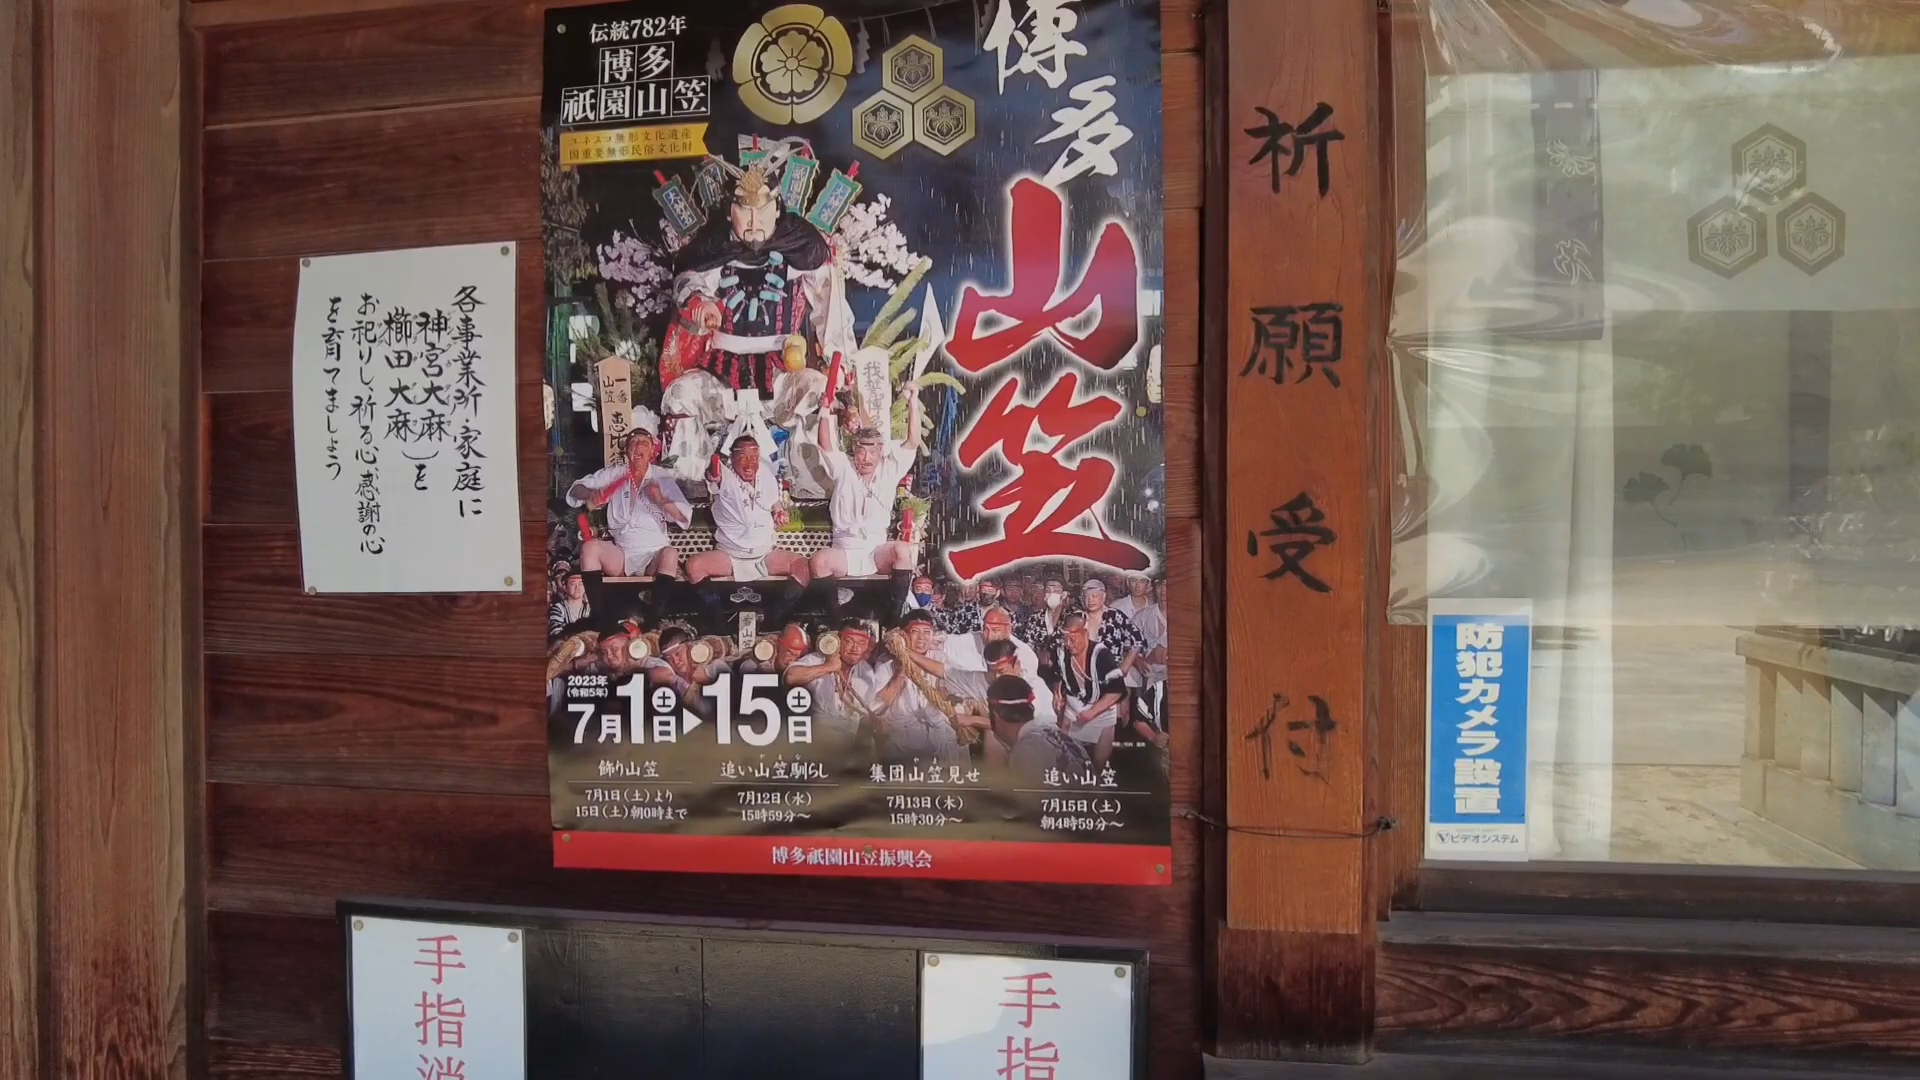 各事業所・家庭に
神宮大麻
櫛田大麻）を
お祀りし、祈る心感謝の心
を育てましょう
伝統782年
博多
祇園山笠
ユネスコ無形文化遺産
国重要無形民俗文化財
博多
山笠
一番
山笠
恵比須
2023年
(令和5年)
7月1日土▶15日土
飾り山笠
7月1日(土)より
15日(土)朝0時まで
追い山笠馴らし
7月12日(水)
15時59分～
集団山笠見せ
7月13日(木)
15時30分～
追い山笠
7月15日(土)
朝4時59分～
博多祇園山笠振興会
祈願受付
防犯カメラ設置
ビデオシステム
手指消
手指